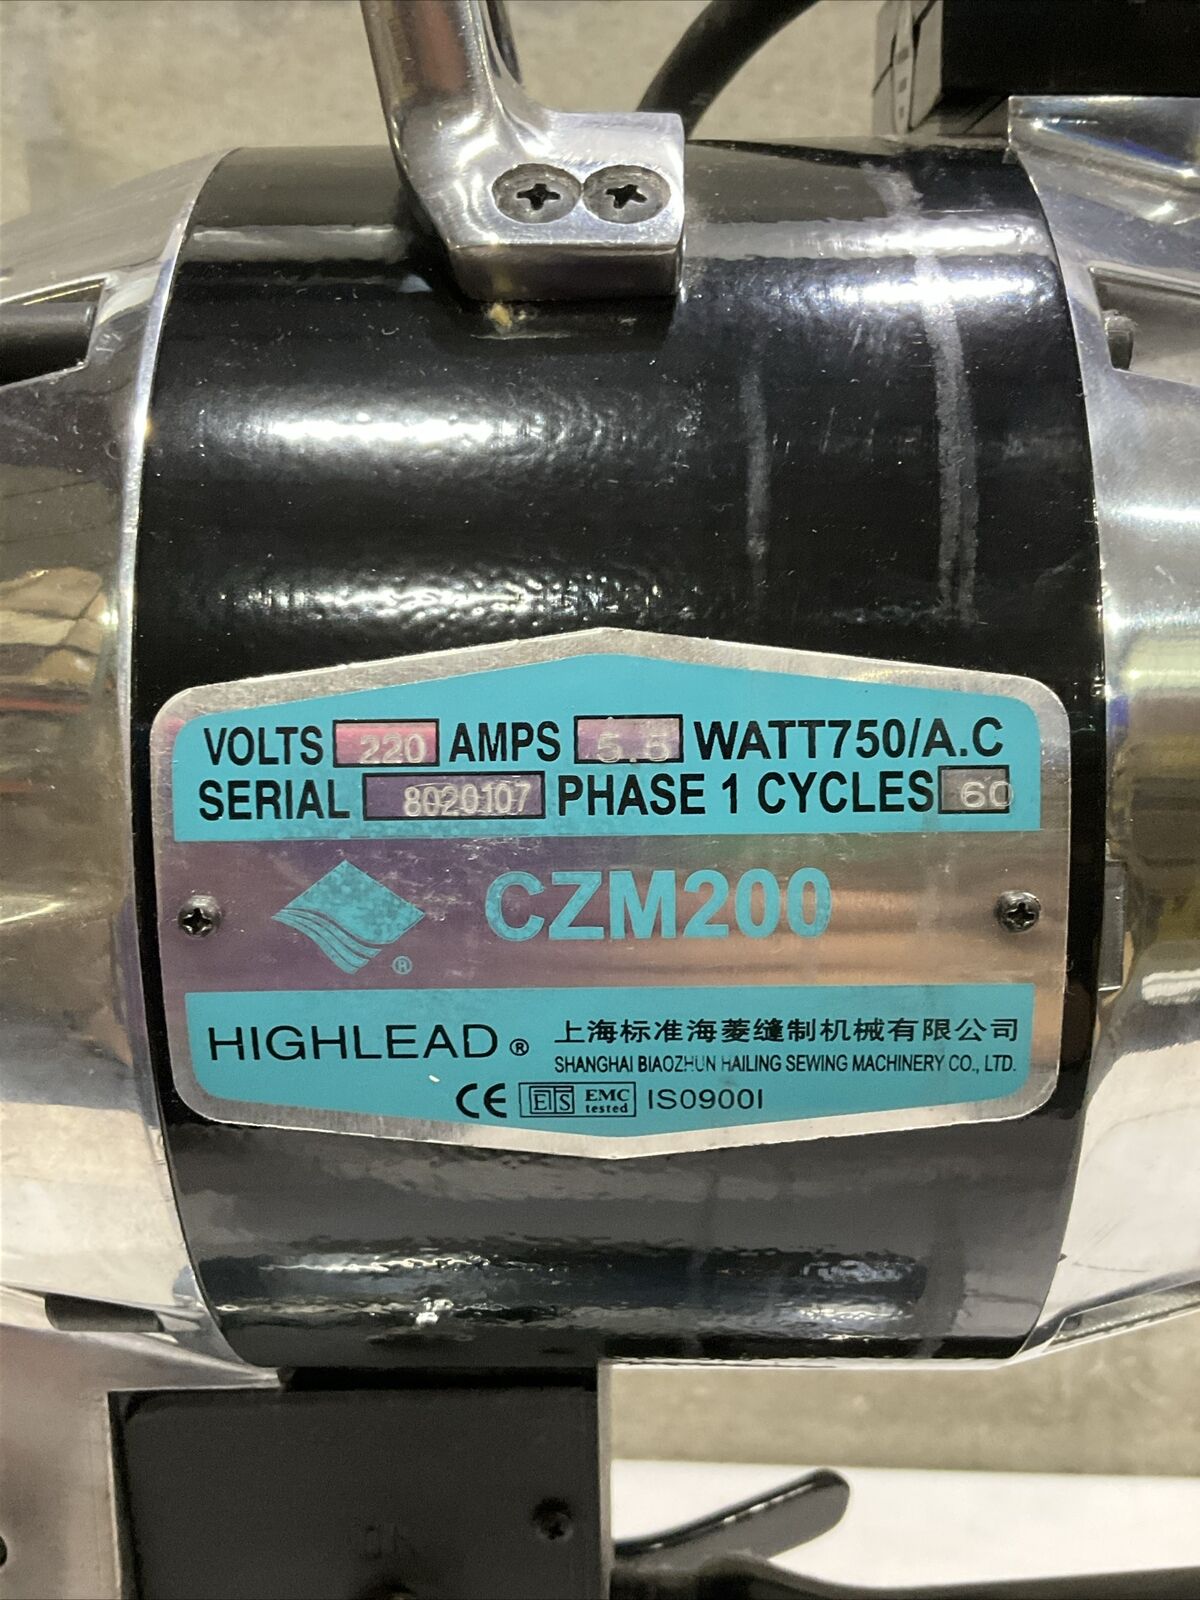 VOLTS 220 AMPS 5.5 WATT750/A.C
SERIAL 8020107 PHASE 1 CYCLES 60
CZM200
®
HIGHLEAD ® 上海标准海菱缝制机械有限公司
SHANGHAI BIAOZHUN HAILING SEWING MACHINERY CO., LTD.
CE ETS EMC tested IS09001